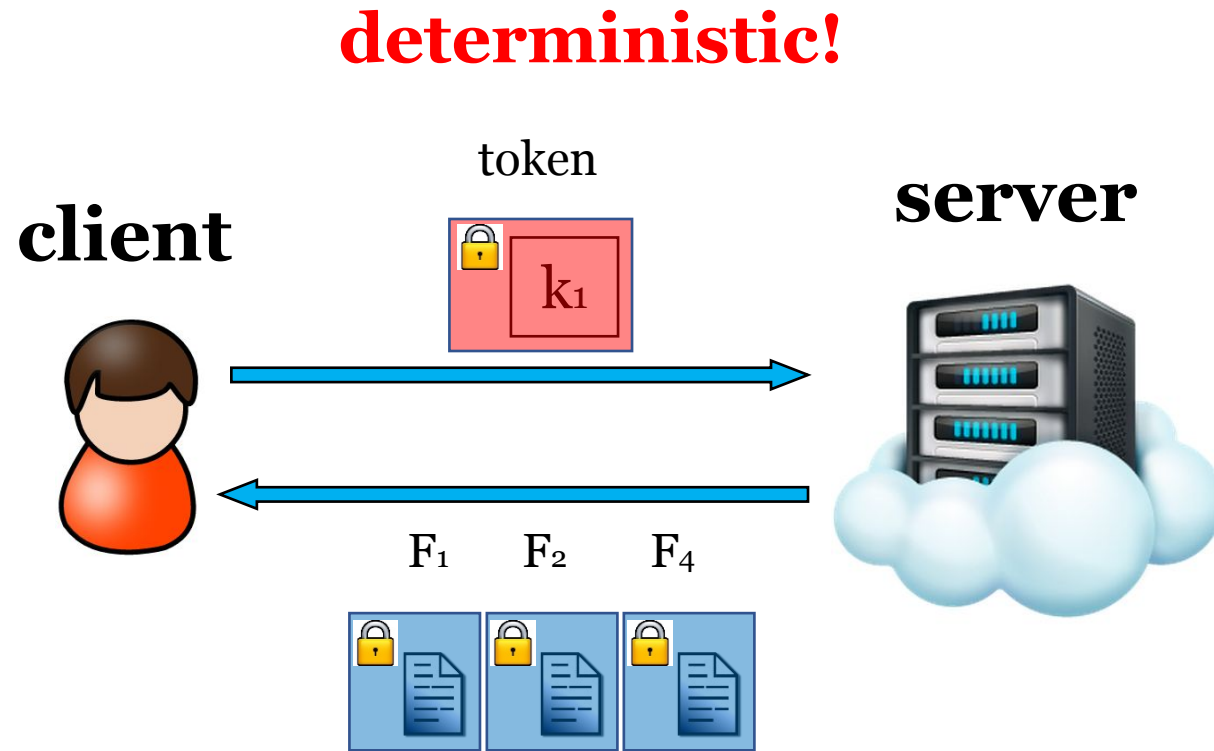 deterministic!
token
client
server
k₁
F₁ F₂ F₄